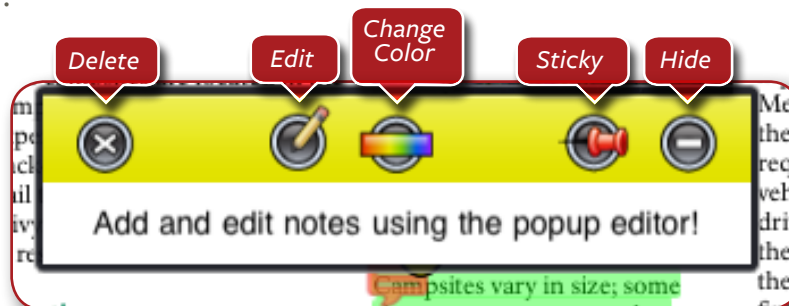 Change
Color
Delete
Edit
Sticky
Hide
Add and edit notes using the popup editor!
Campsites vary in size; some